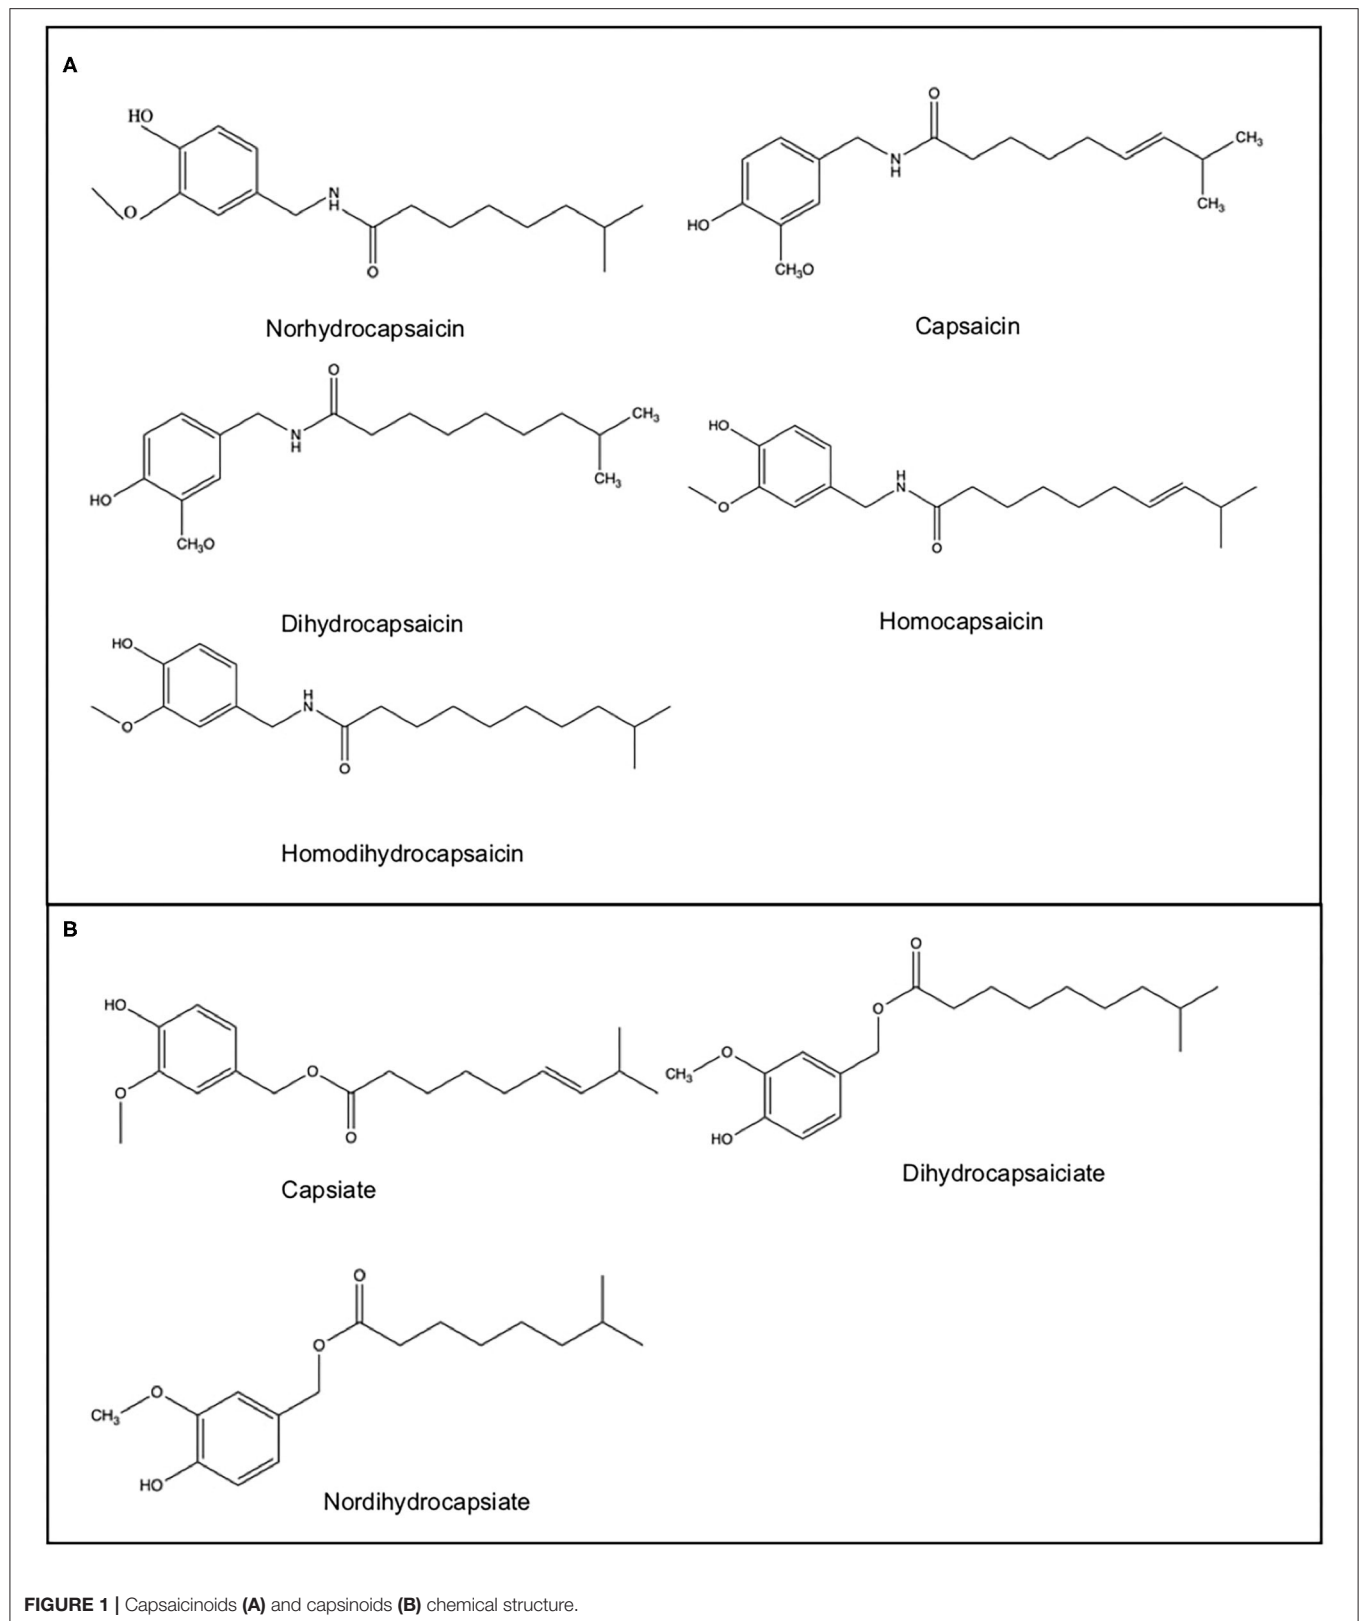 A
HO
O
N
H
O
Norhydrocapsaicin
O
N
H
HO
CH₃O
CH₃
CH₃
Capsaicin
O
N
H
HO
CH₃O
CH₃
CH₃
Dihydrocapsaicin
HO
O
H
N
O
Homocapsaicin
HO
O
H
N
O
Homodihydrocapsaicin
B
HO
O
O
O
Capsiate
O
O
O
CH₃
HO
Dihydrocapsaiciate
O
O
O
CH₃
HO
Nordihydrocapsiate
FIGURE 1 | Capsaicinoids (A) and capsinoids (B) chemical structure.